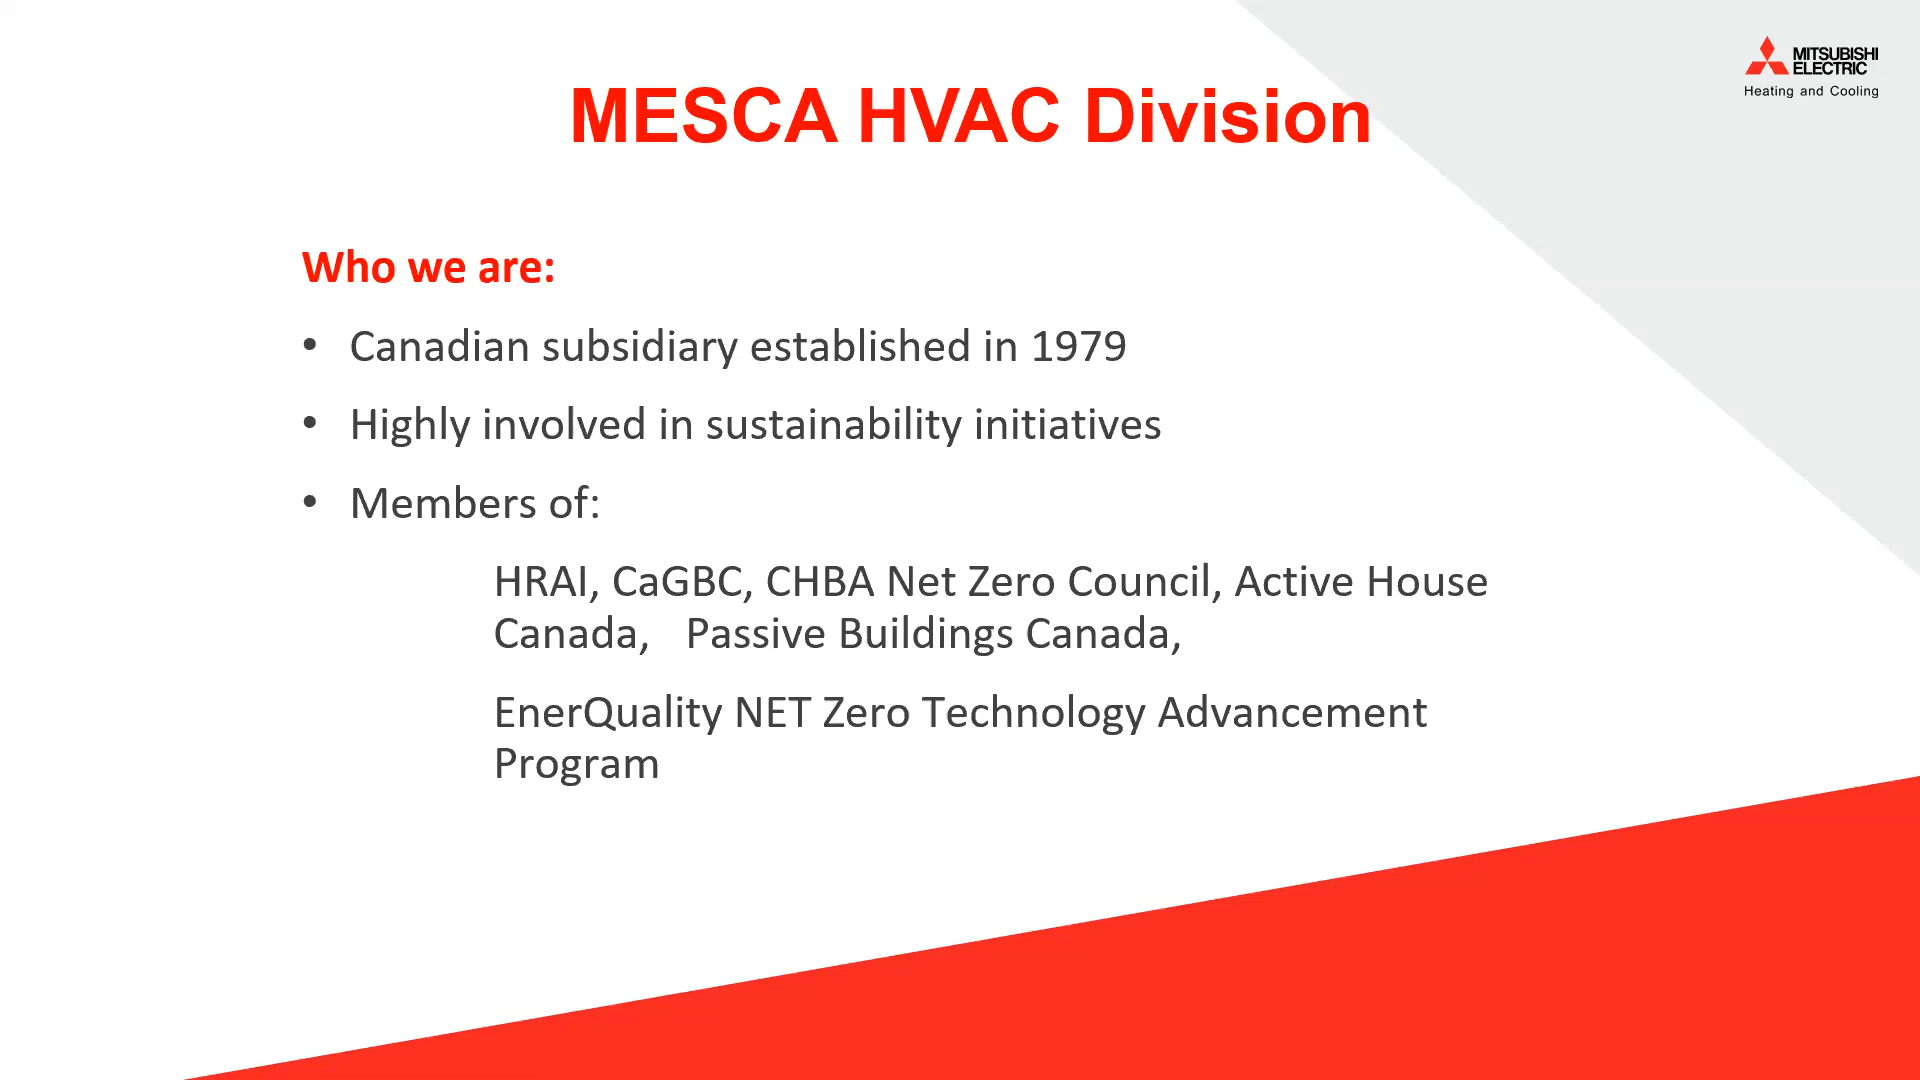 MITSUBISHI
ELECTRIC
Heating and Cooling
MESCA HVAC Division
Who we are:
• Canadian subsidiary established in 1979
• Highly involved in sustainability initiatives
• Members of:
HRAI, CaGBC, CHBA Net Zero Council, Active House
Canada, Passive Buildings Canada,
EnerQuality NET Zero Technology Advancement
Program